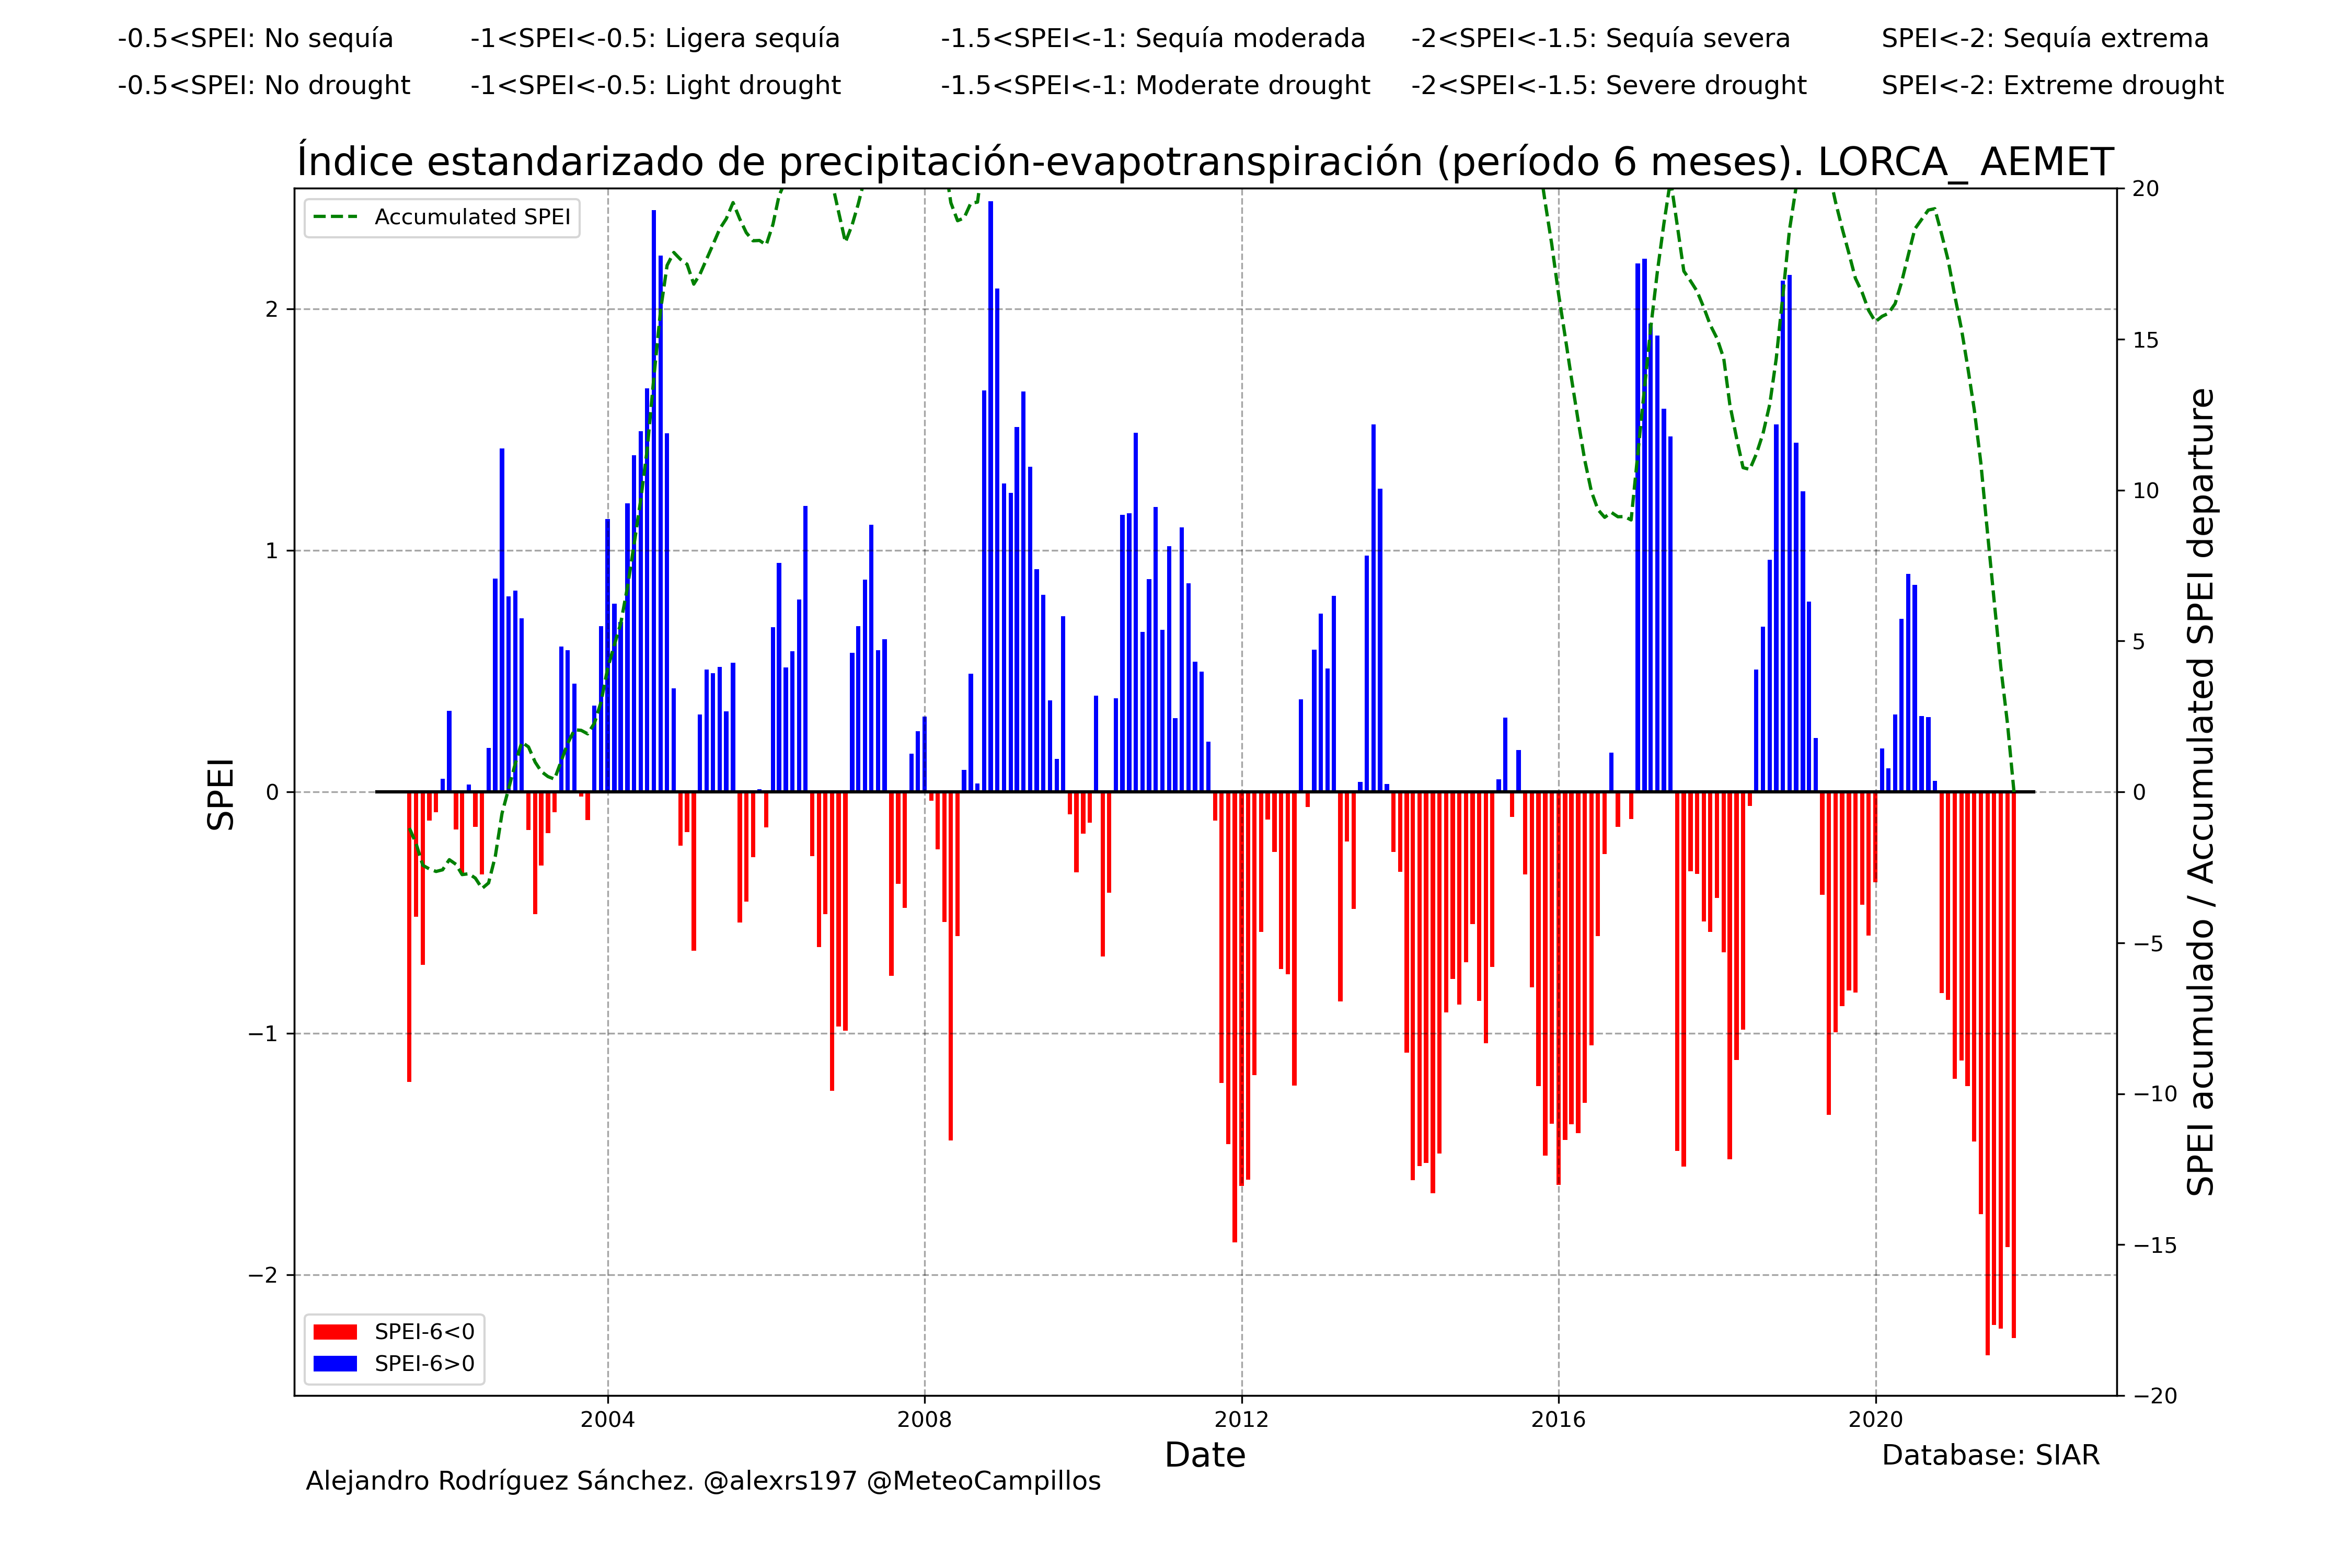 -0.5<SPEI: No sequía -1<SPEI<-0.5: Ligera sequía -1.5<SPEI<-1: Sequía moderada -2<SPEI<-1.5: Sequía severa SPEI<-2: Sequía extrema
-0.5<SPEI: No drought -1<SPEI<-0.5: Light drought -1.5<SPEI<-1: Moderate drought -2<SPEI<-1.5: Severe drought SPEI<-2: Extreme drought
Índice estandarizado de precipitación-evapotranspiración (período 6 meses). LORCA_ AEMET
Accumulated SPEI
SPEI
2
1
0
−1
−2
20
15
10
5
0
−5
−10
−15
−20
SPEI acumulado / Accumulated SPEI departure
SPEI-6<0
SPEI-6>0
2004 2008 2012 2016 2020
Date
Database: SIAR
Alejandro Rodríguez Sánchez. @alexrs197 @MeteoCampillos